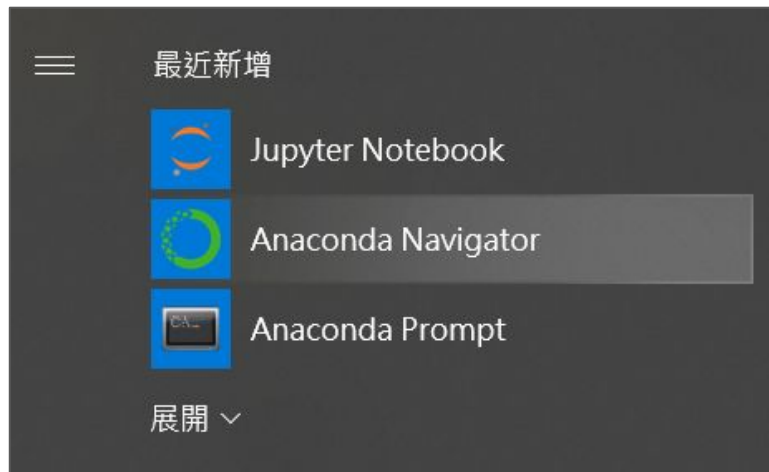 最近新增
Jupyter Notebook
Anaconda Navigator
Anaconda Prompt
展開